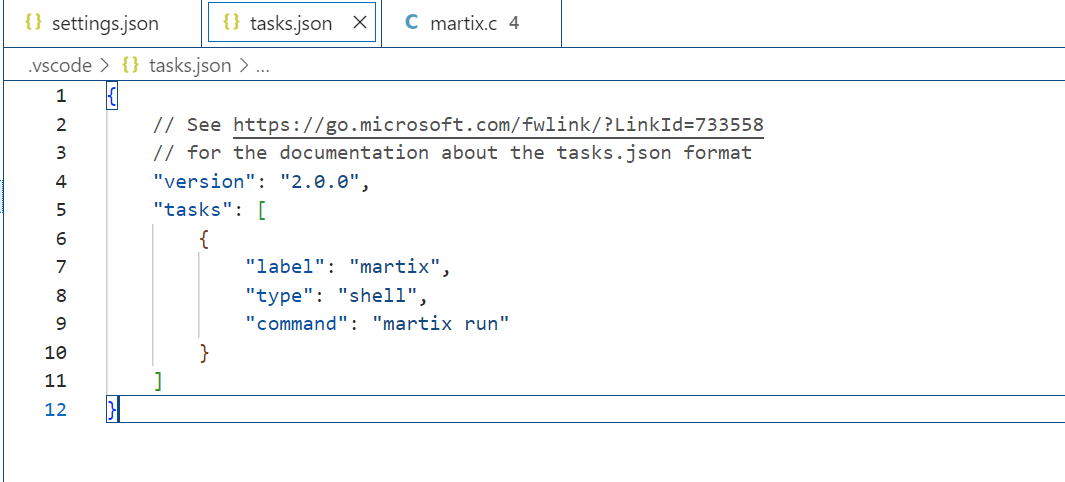 {} settings.json {} tasks.json × C martix.c 4
.vscode > {} tasks.json > ...
1 {
2 // See https://go.microsoft.com/fwlink/?LinkId=733558
3 // for the documentation about the tasks.json format
4 "version": "2.0.0",
5 "tasks": [
6 {
7 "label": "martix",
8 "type": "shell",
9 "command": "martix run"
10 }
11 ]
12 }